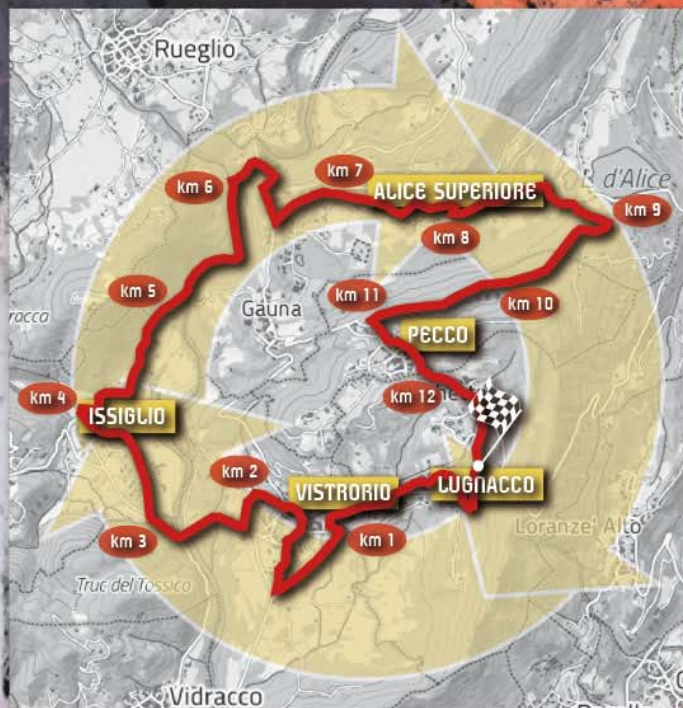 Rueglio
km 6
km 7
ALICE SUPERIORE
d'Alice
km 9
km 8
km 5
km 11
km 10
Gauna
PECCO
km 4
ISSIGLIO
km 12
km 2
VISTRORIO
LUGNACCO
km 3
km 1
Loranze' Alto
Truc del Tossico
Vidracco